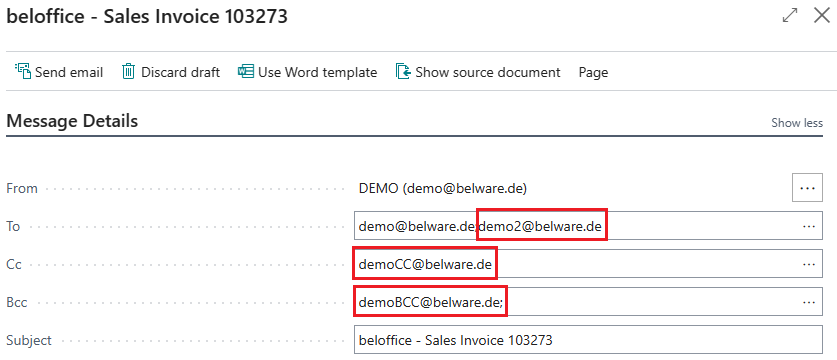 beloffice - Sales Invoice 103273
Send email Discard draft Use Word template Show source document Page
Message Details Show less
From DEMO (demo@belware.de) ...
To demo@belware.de;demo2@belware.de ...
Cc demoCC@belware.de ...
Bcc demoBCC@belware.de; ...
Subject beloffice - Sales Invoice 103273